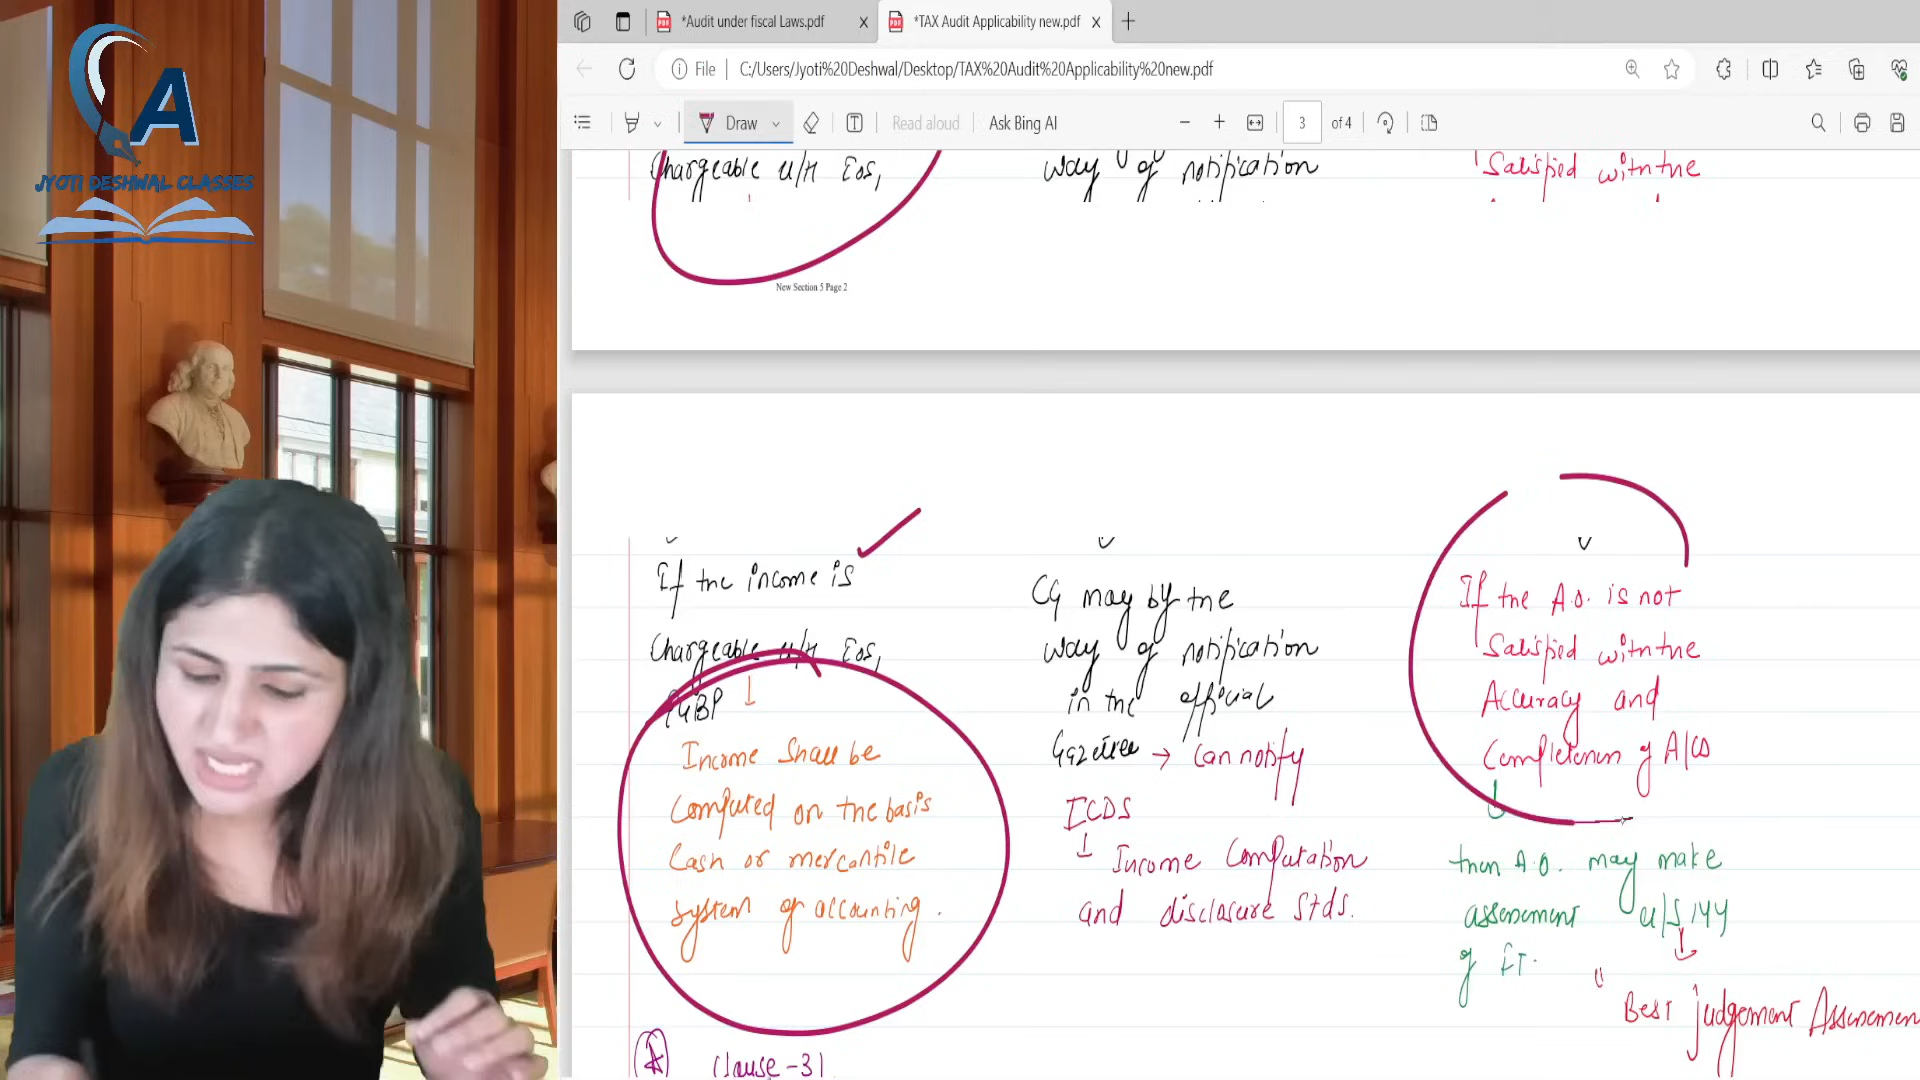 A
JYOTI DESHWAL CLASSES
*Audit under fiscal Laws.pdf
*TAX Audit Applicability new.pdf
File
C:/Users/Jyoti%20Deshwal/Desktop/TAX%20Audit%20Applicability%20new.pdf
Draw
Read aloud
Ask Bing AI
3 of 4
Chargeable u/H EOS,
way of notification
Satisfied with the
New Section 5 Page 2
If the income is
Chargeable u/H EOS,
PGBP
Income Shall be
Computed on the basis
Cash or mercantile
System of accounting.
CG may by the
way of notification
in the official
Gazettee → Can notify
ICDS
Income Computation
and disclosure Stds.
If the A.O. is not
Satisfied with the
Accuracy and
of A/Cs
then A.O. may make
assessment u/s 144
of IT.
"Best judgement
Clause-3)